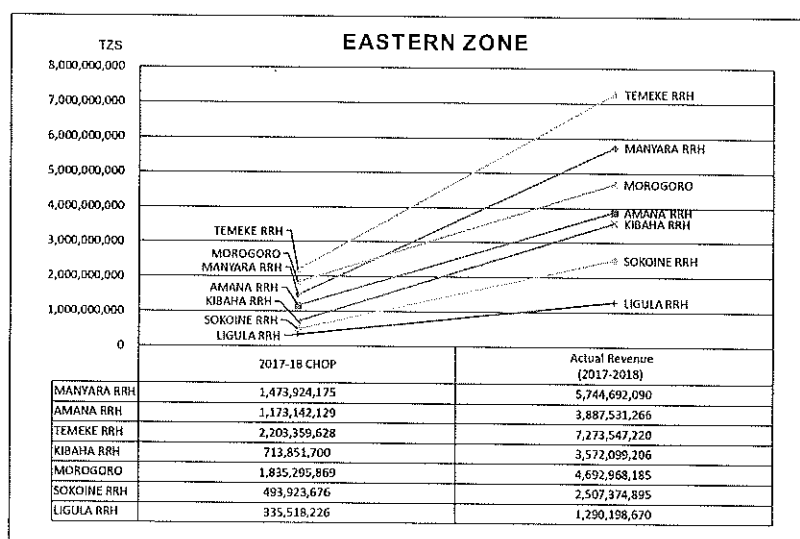 EASTERN ZONE
TZS
8,000,000,000
7,000,000,000
6,000,000,000
5,000,000,000
4,000,000,000
3,000,000,000
2,000,000,000
1,000,000,000
0
TEMEKE RRH
MOROGORO
MANYARA RRH
AMANA RRH
KIBAHA RRH
SOKOINE RRH
LIGULA RRH
TEMEKE RRH
MANYARA RRH
MOROGORO
AMANA RRH
KIBAHA RRH
SOKOINE RRH
LIGULA RRH
2017-18 CHOP Actual Revenue
(2017-2018)
MANYARA RRH 1,473,924,175 5,744,692,090
AMANA RRH 1,173,142,129 3,887,531,266
TEMEKE RRH 2,203,359,628 7,273,547,220
KIBAHA RRH 713,851,700 3,572,099,206
MOROGORO 1,835,295,869 4,692,968,185
SOKOINE RRH 493,923,676 2,507,374,895
LIGULA RRH 335,518,226 1,290,198,670